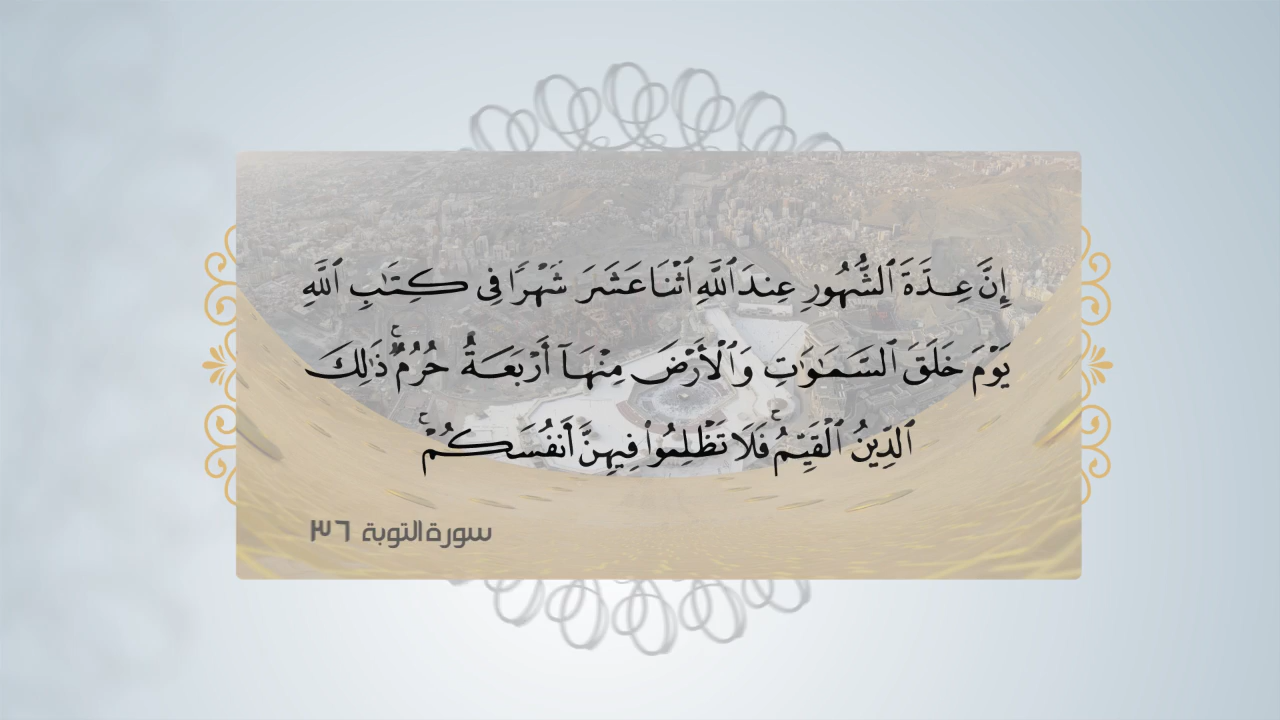 إِنَّ عِدَّةَ ٱلشُّهُورِ عِندَ ٱللَّهِ ٱثْنَا عَشَرَ شَهْرًا فِى كِتَٰبِ ٱللَّهِ
يَوْمَ خَلَقَ ٱلسَّمَٰوَٰتِ وَٱلْأَرْضَ مِنْهَآ أَرْبَعَةٌ حُرُمٌ ۚ ذَٰلِكَ
ٱلدِّينُ ٱلْقَيِّمُ ۚ فَلَا تَظْلِمُوا۟ فِيهِنَّ أَنفُسَكُمْ ۚ
سورة التوبة ٣٦